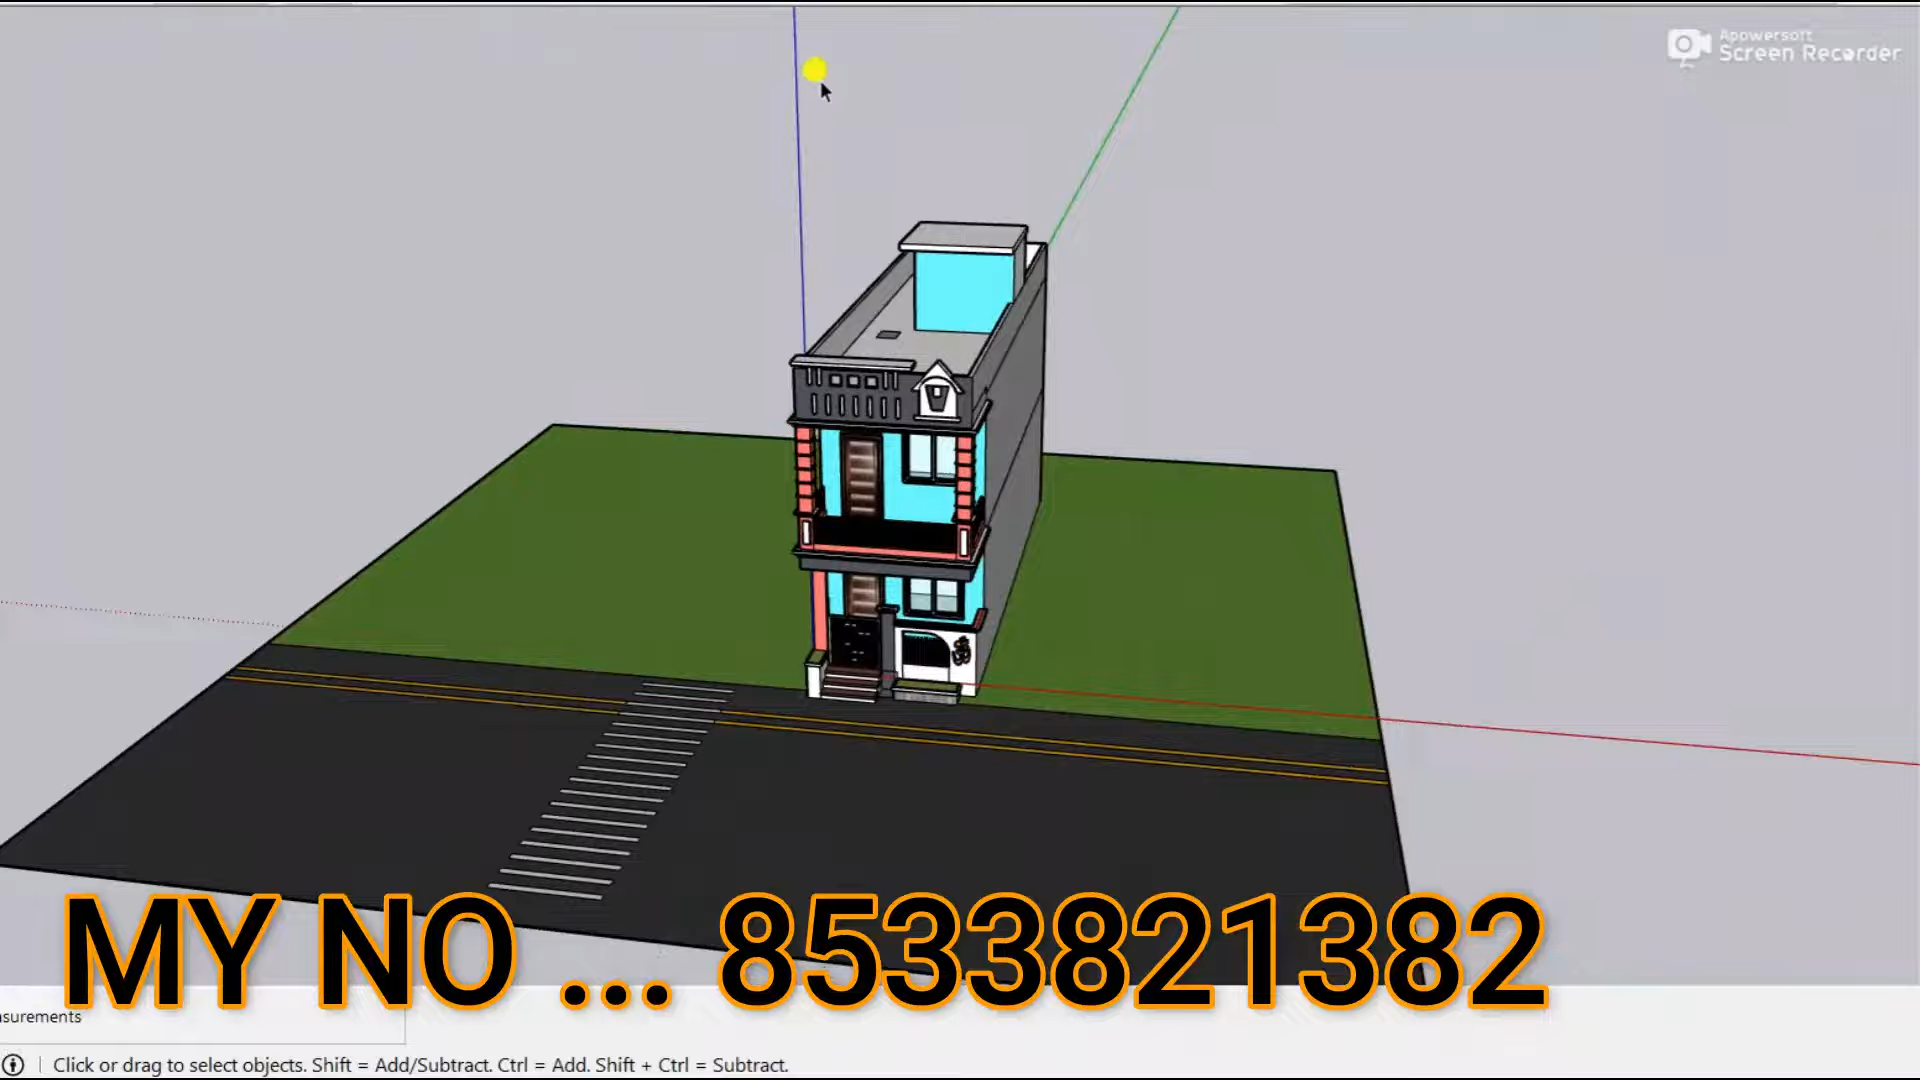 Apowersoft
Screen Recorder
MY NO ... 8533821382
asurements
Click or drag to select objects. Shift = Add/Subtract. Ctrl = Add. Shift + Ctrl = Subtract.